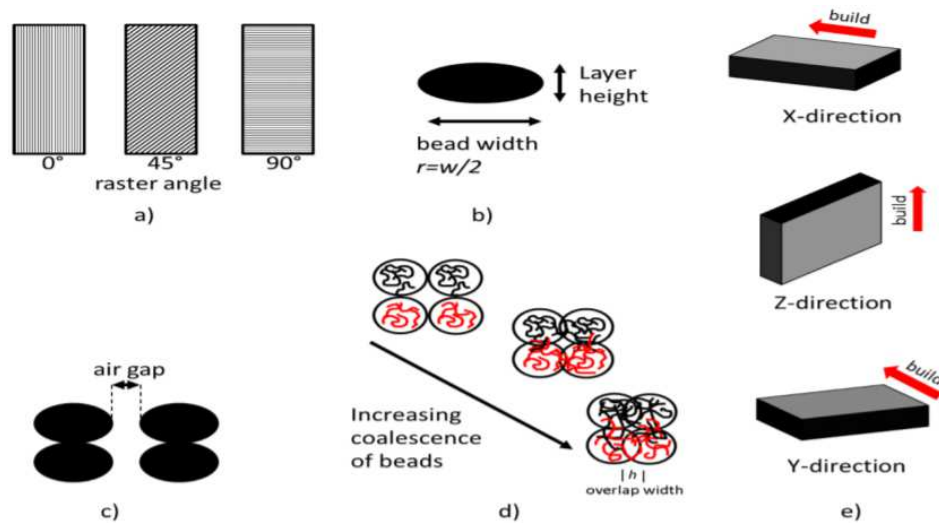 0°
45°
90°
raster angle
a)
Layer
height
bead width
r=w/2
b)
air gap
c)
Increasing
coalescence
of beads
| h |
overlap width
d)
build
X-direction
build
Z-direction
build
Y-direction
e)